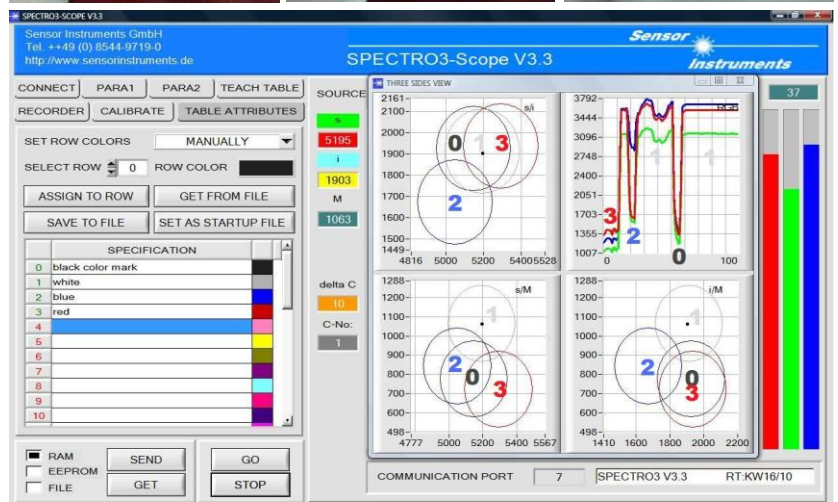 SPECTRO3-SCOPE V3.3
Sensor Instruments GmbH
Tel. ++49 (0) 8544-9719-0
http://www.sensorinstruments.de
SPECTRO3-Scope V3.3
Sensor
Instruments
CONNECT PARA1 PARA2 TEACH TABLE
RECORDER CALIBRATE TABLE ATTRIBUTES
SET ROW COLORS MANUALLY
SELECT ROW 0 ROW COLOR
ASSIGN TO ROW GET FROM FILE
SAVE TO FILE SET AS STARTUP FILE
SPECIFICATION
0 black color mark
1 white
2 blue
3 red
4
5
6
7
8
9
10
RAM
EEPROM
FILE
SEND GO
GET STOP
SOURCE
s
5195
i
1903
M
1063
delta C
10
C-No:
1
THREE SIDES VIEW
2161
2100
2000
1900
1800
1700
1600
1500
1449
4816 5000 5200 5400 5528
s/i
0 1 3
2
3792
3444
3096
2748
2400
2051
1703
1355
1007
0 100
RGB
1 1
3 2 0
1288
1200
1100
1000
900
800
700
600
498
4777 5000 5200 5400 5567
s/M
1
2 0 3
1288
1200
1100
1000
900
800
700
600
498
1410 1600 1800 2000 2200
i/M
1
2 0
3
37
COMMUNICATION PORT 7 SPECTRO3 V3.3 RT:KW16/10